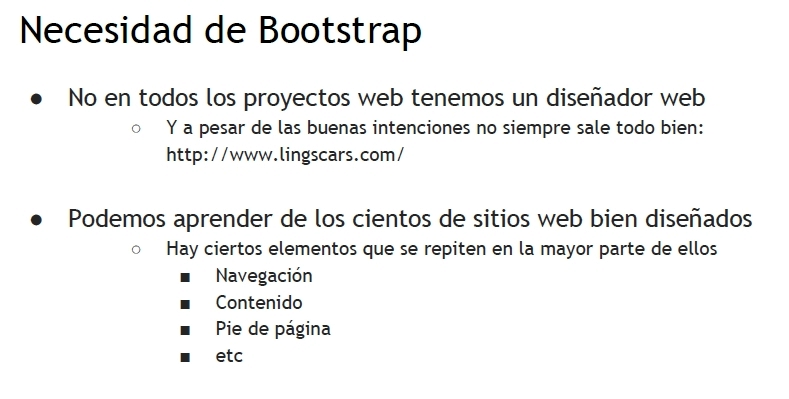 Necesidad de Bootstrap
● No en todos los proyectos web tenemos un diseñador web
○ Y a pesar de las buenas intenciones no siempre sale todo bien:
http://www.lingscars.com/
● Podemos aprender de los cientos de sitios web bien diseñados
○ Hay ciertos elementos que se repiten en la mayor parte de ellos
■ Navegación
■ Contenido
■ Pie de página
■ etc